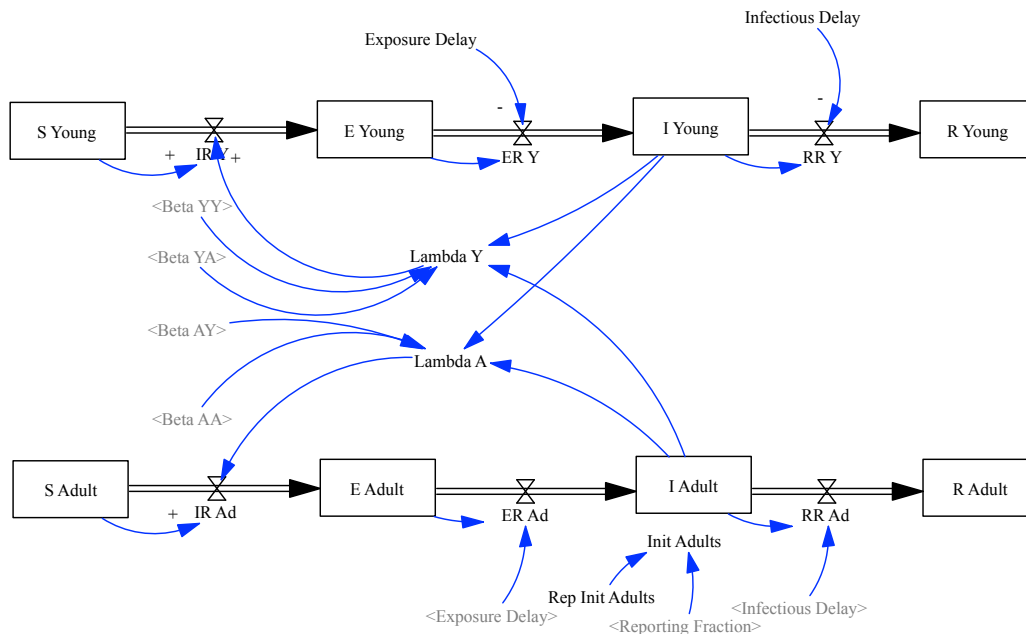 Infectious Delay
Exposure Delay
-
-
S Young
E Young
I Young
R Young
+
IR Y
+
ER Y
RR Y
<Beta YY>
<Beta YA>
Lambda Y
<Beta AY>
Lambda A
<Beta AA>
S Adult
E Adult
I Adult
R Adult
+
IR Ad
ER Ad
RR Ad
Init Adults
Rep Init Adults
<Exposure Delay>
<Reporting Fraction>
<Infectious Delay>